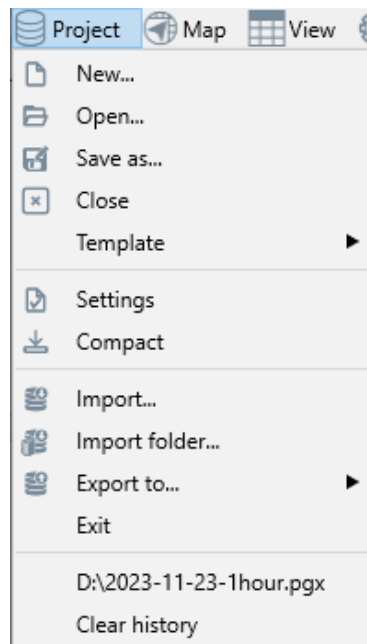 Project Map View
New...
Open...
Save as...
Close
Template
Settings
Compact
Import...
Import folder...
Export to...
Exit
D:\2023-11-23-1hour.pgx
Clear history